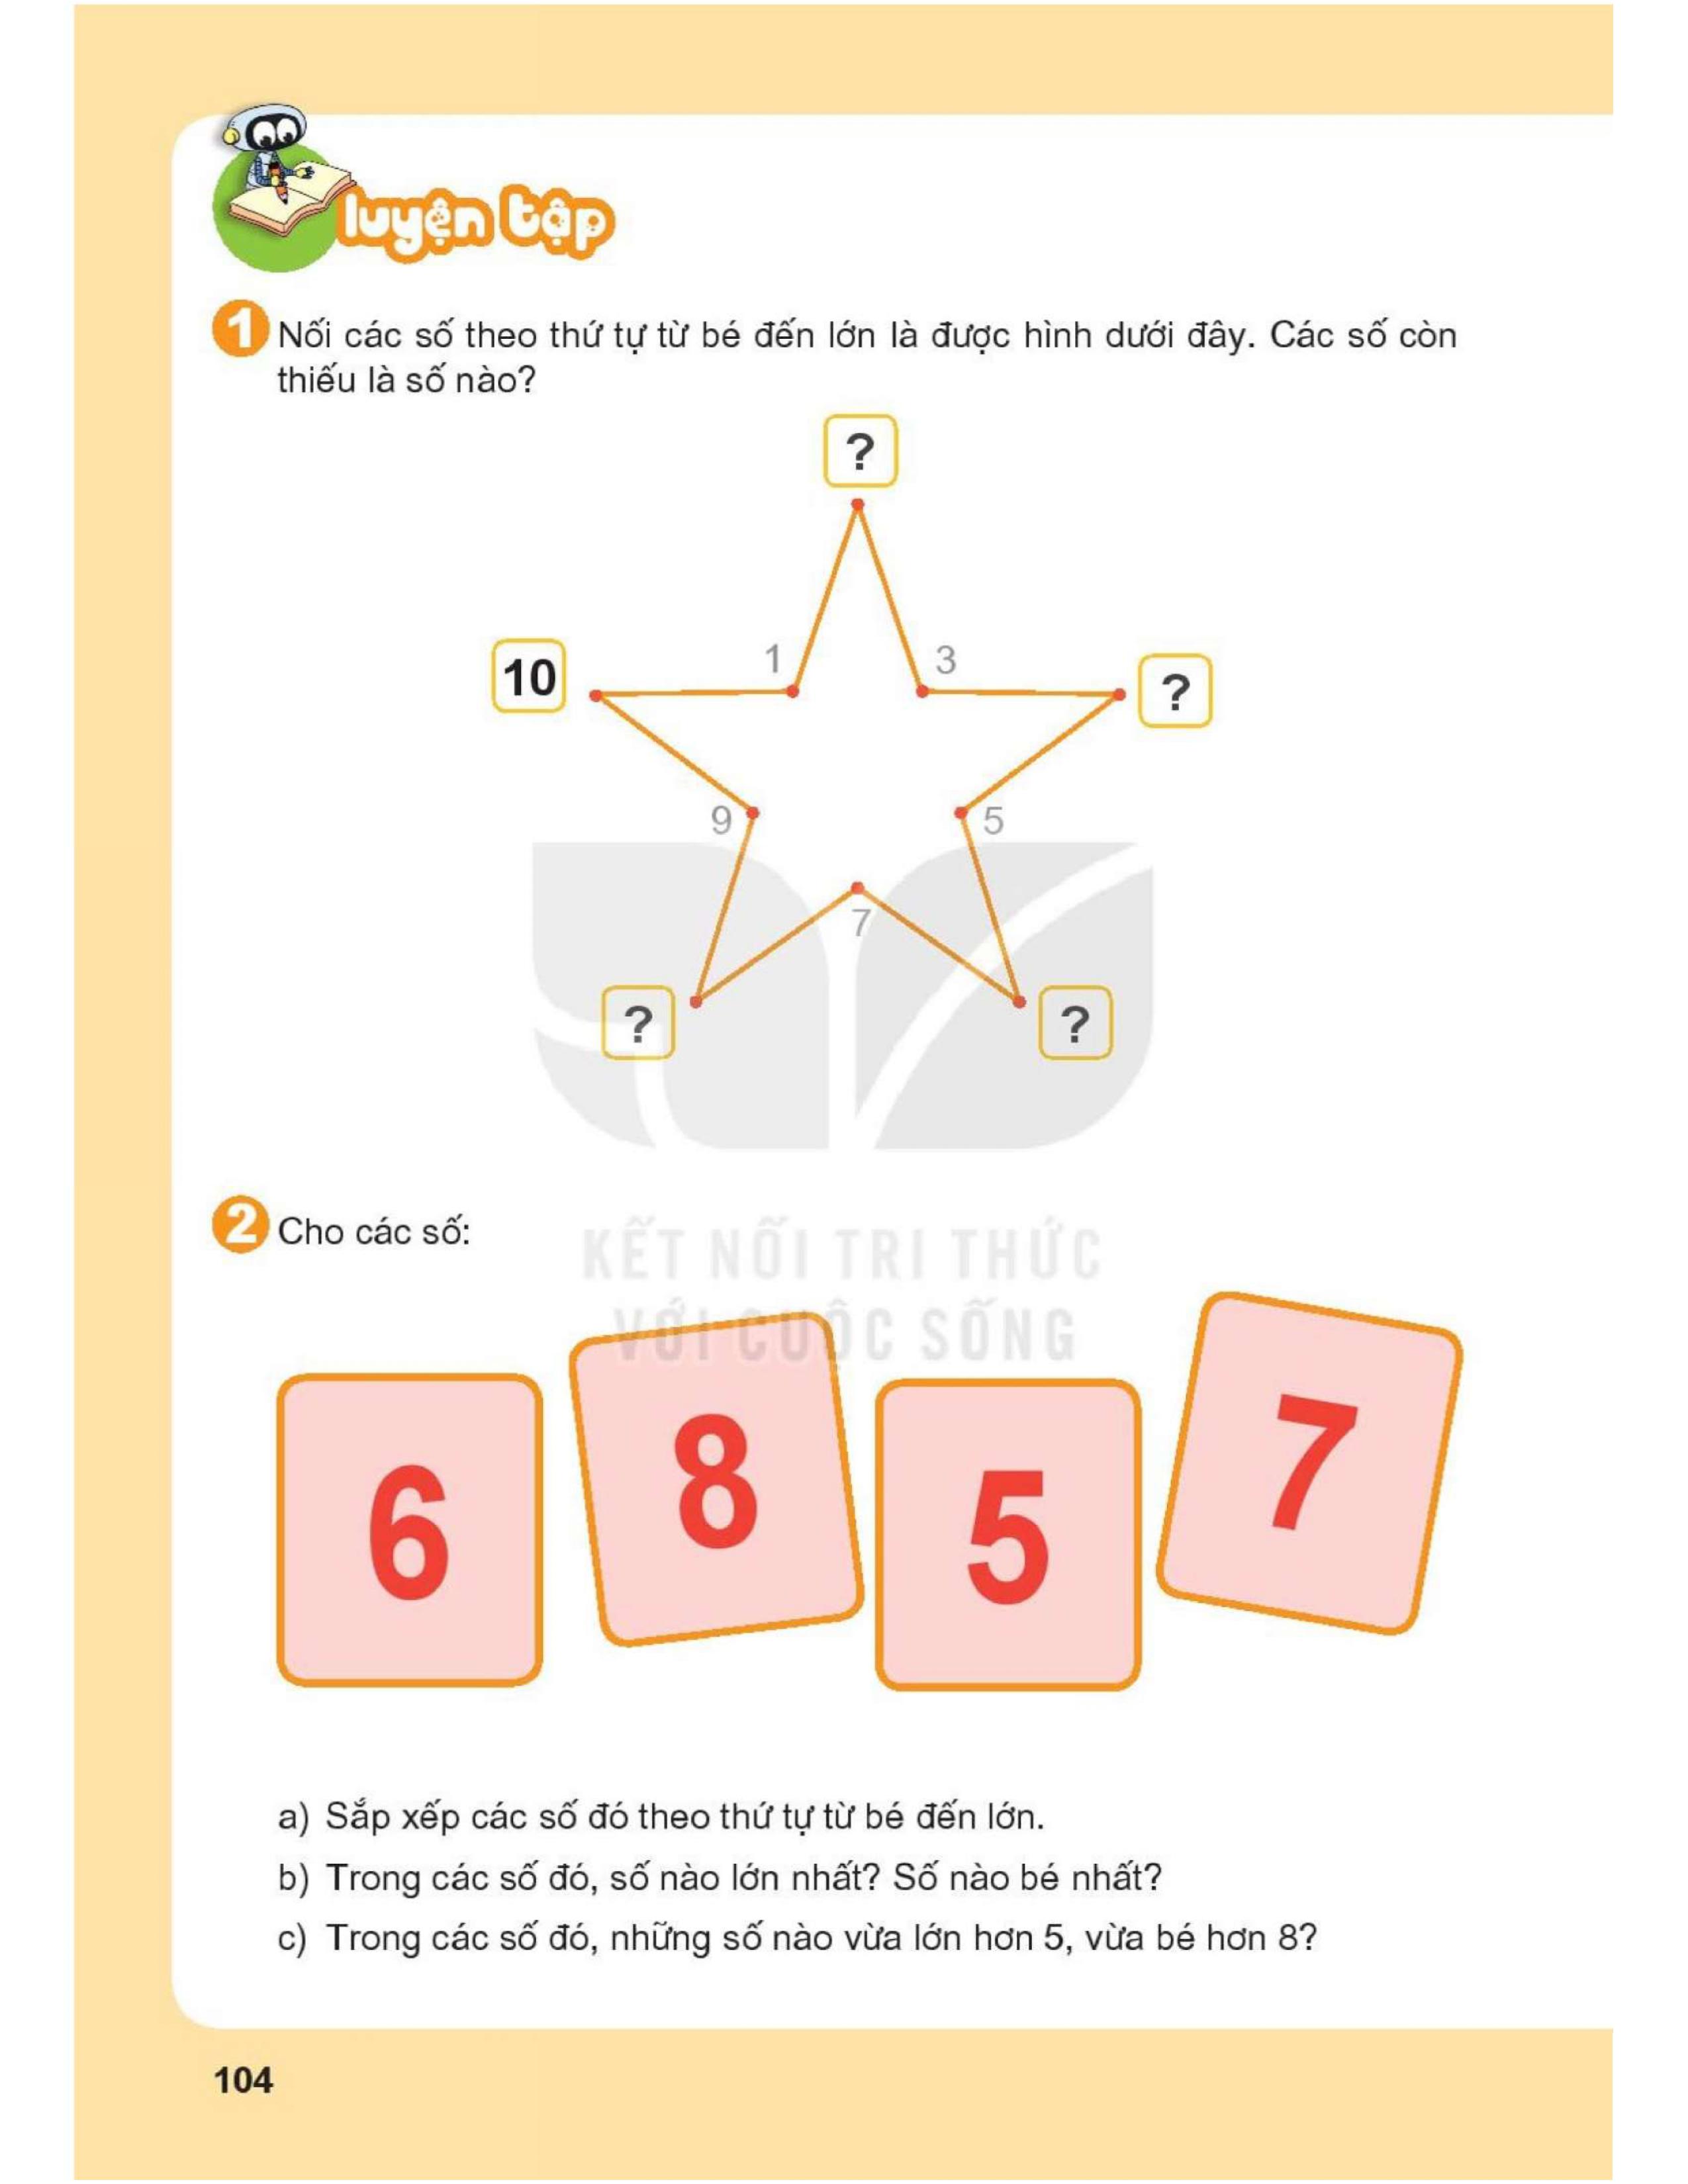 luyện tập
1 Nối các số theo thứ tự từ bé đến lớn là được hình dưới đây. Các số còn
thiếu là số nào?
?
1
3
10
?
9
5
7
?
?
2 Cho các số:
KẾT NỐI TRI THỨC
VỚI CUỘC SỐNG
6
8
5
7
a) Sắp xếp các số đó theo thứ tự từ bé đến lớn.
b) Trong các số đó, số nào lớn nhất? Số nào bé nhất?
c) Trong các số đó, những số nào vừa lớn hơn 5, vừa bé hơn 8?
104